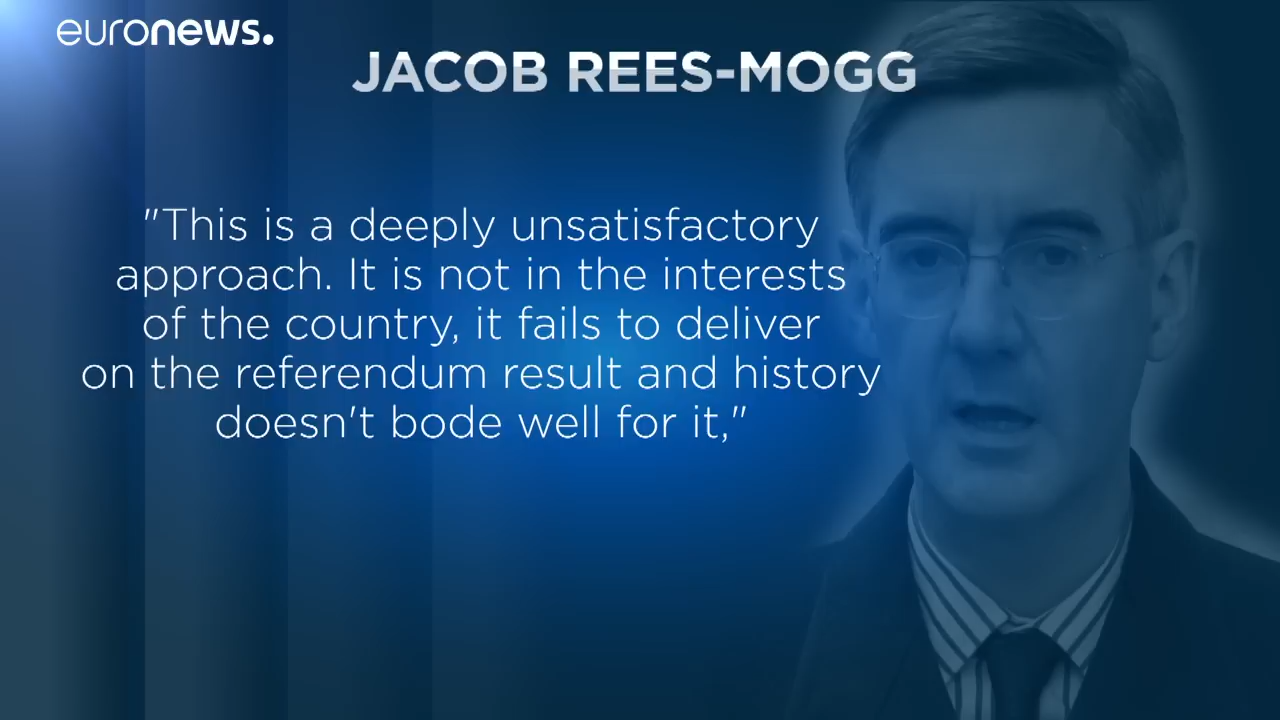 euronews.
JACOB REES-MOGG
"This is a deeply unsatisfactory
approach. It is not in the interests
of the country, it fails to deliver
on the referendum result and history
doesn't bode well for it,"